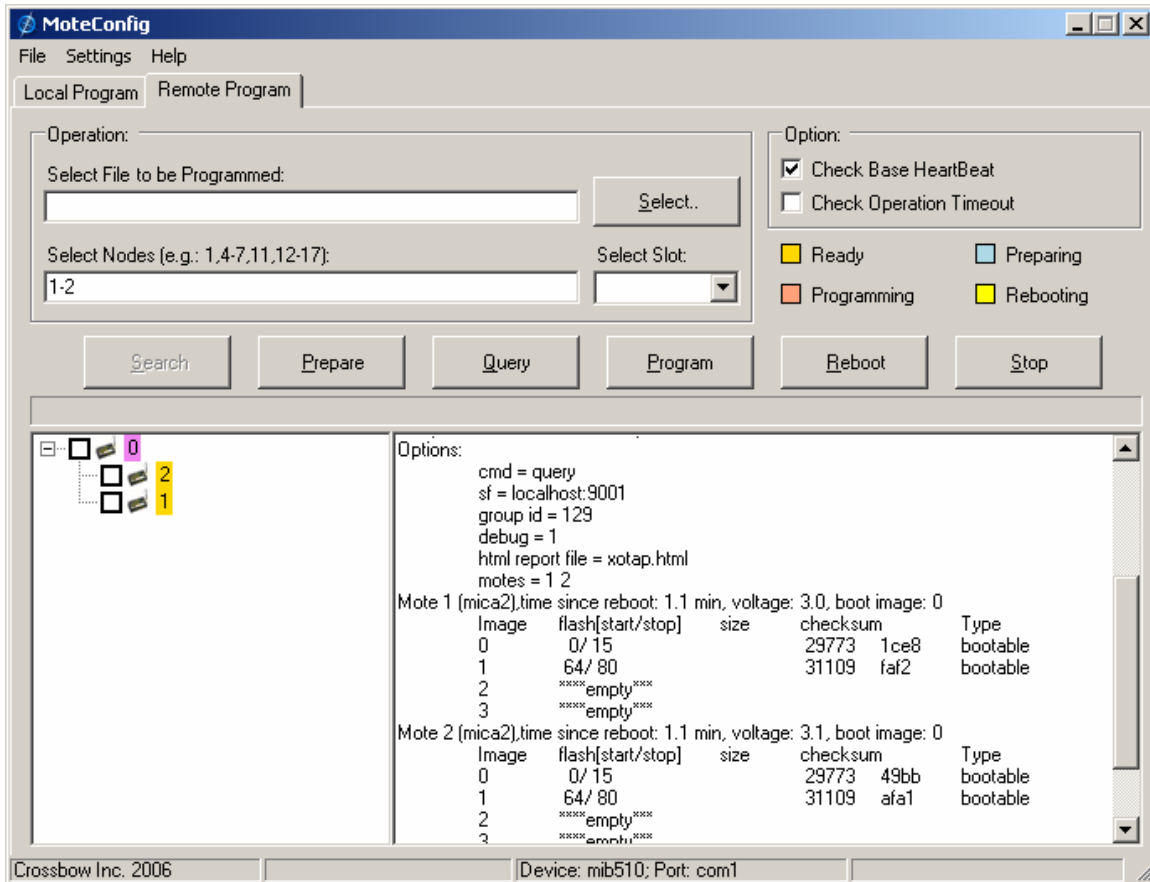 MoteConfig
File Settings Help
Local Program Remote Program
Operation:
Select File to be Programmed:
Select..
Select Nodes (e.g.: 1,4-7,11,12-17):
Select Slot:
1-2
Option:
Check Base HeartBeat
Check Operation Timeout
Ready Preparing
Programming Rebooting
Search Prepare Query Program Reboot Stop
0
2
1
Options:
cmd = query
sf = localhost:9001
group id = 129
debug = 1
html report file = xotap.html
motes = 1 2
Mote 1 (mica2),time since reboot: 1.1 min, voltage: 3.0, boot image: 0
Image flash[start/stop] size checksum Type
0 0/ 15 29773 1ce8 bootable
1 64/ 80 31109 faf2 bootable
2 ****empty***
3 ****empty***
Mote 2 (mica2),time since reboot: 1.1 min, voltage: 3.1, boot image: 0
Image flash[start/stop] size checksum Type
0 0/ 15 29773 49bb bootable
1 64/ 80 31109 afa1 bootable
2 ****empty***
3 ****empty***
Crossbow Inc. 2006 Device: mib510; Port: com1